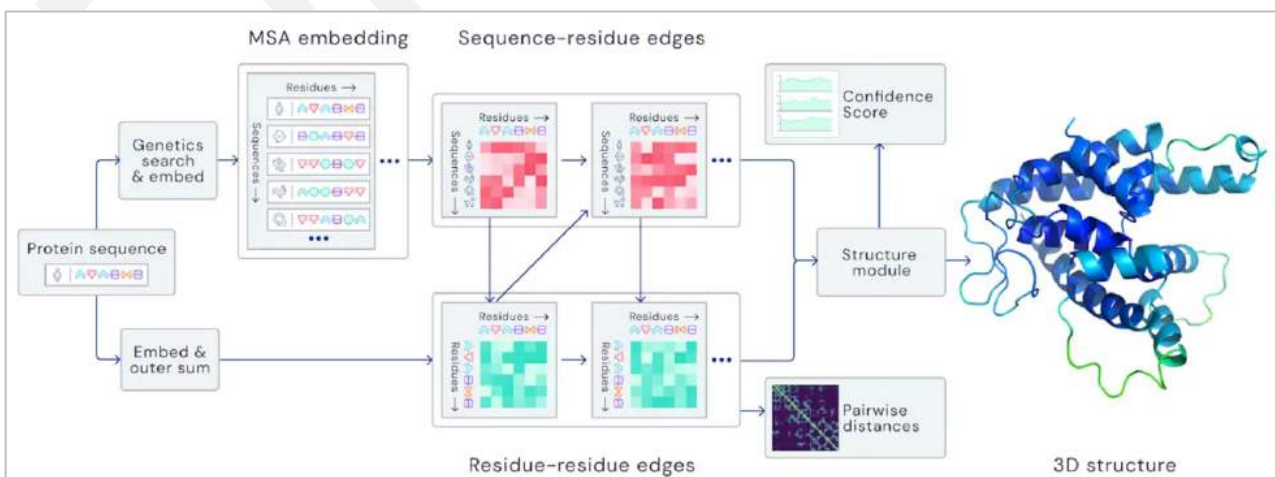 MSA embedding
Sequence-residue edges
Residues →
Sequences →
Genetics
search
& embed
Residues →
Sequences →
Residues →
Sequences →
Confidence
Score
Protein sequence
Structure
module
Embed &
outer sum
Residues →
Residues →
Residues →
Residues →
Pairwise
distances
Residue-residue edges
3D structure